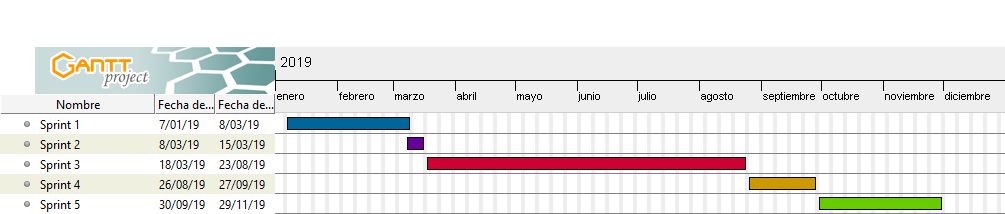 GANTT
project
2019
enero febrero marzo abril mayo junio julio agosto septiembre octubre noviembre diciembre
Nombre Fecha de... Fecha de...
Sprint 1 7/01/19 8/03/19
Sprint 2 8/03/19 15/03/19
Sprint 3 18/03/19 23/08/19
Sprint 4 26/08/19 27/09/19
Sprint 5 30/09/19 29/11/19